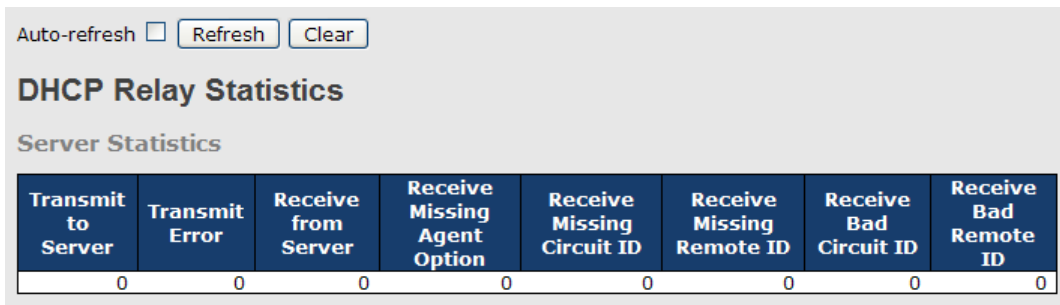 Auto-refresh Refresh Clear
DHCP Relay Statistics
Server Statistics
Transmit to Server Transmit Error Receive from Server Receive Missing Agent Option Receive Missing Circuit ID Receive Missing Remote ID Receive Bad Circuit ID Receive Bad Remote ID
0 0 0 0 0 0 0 0